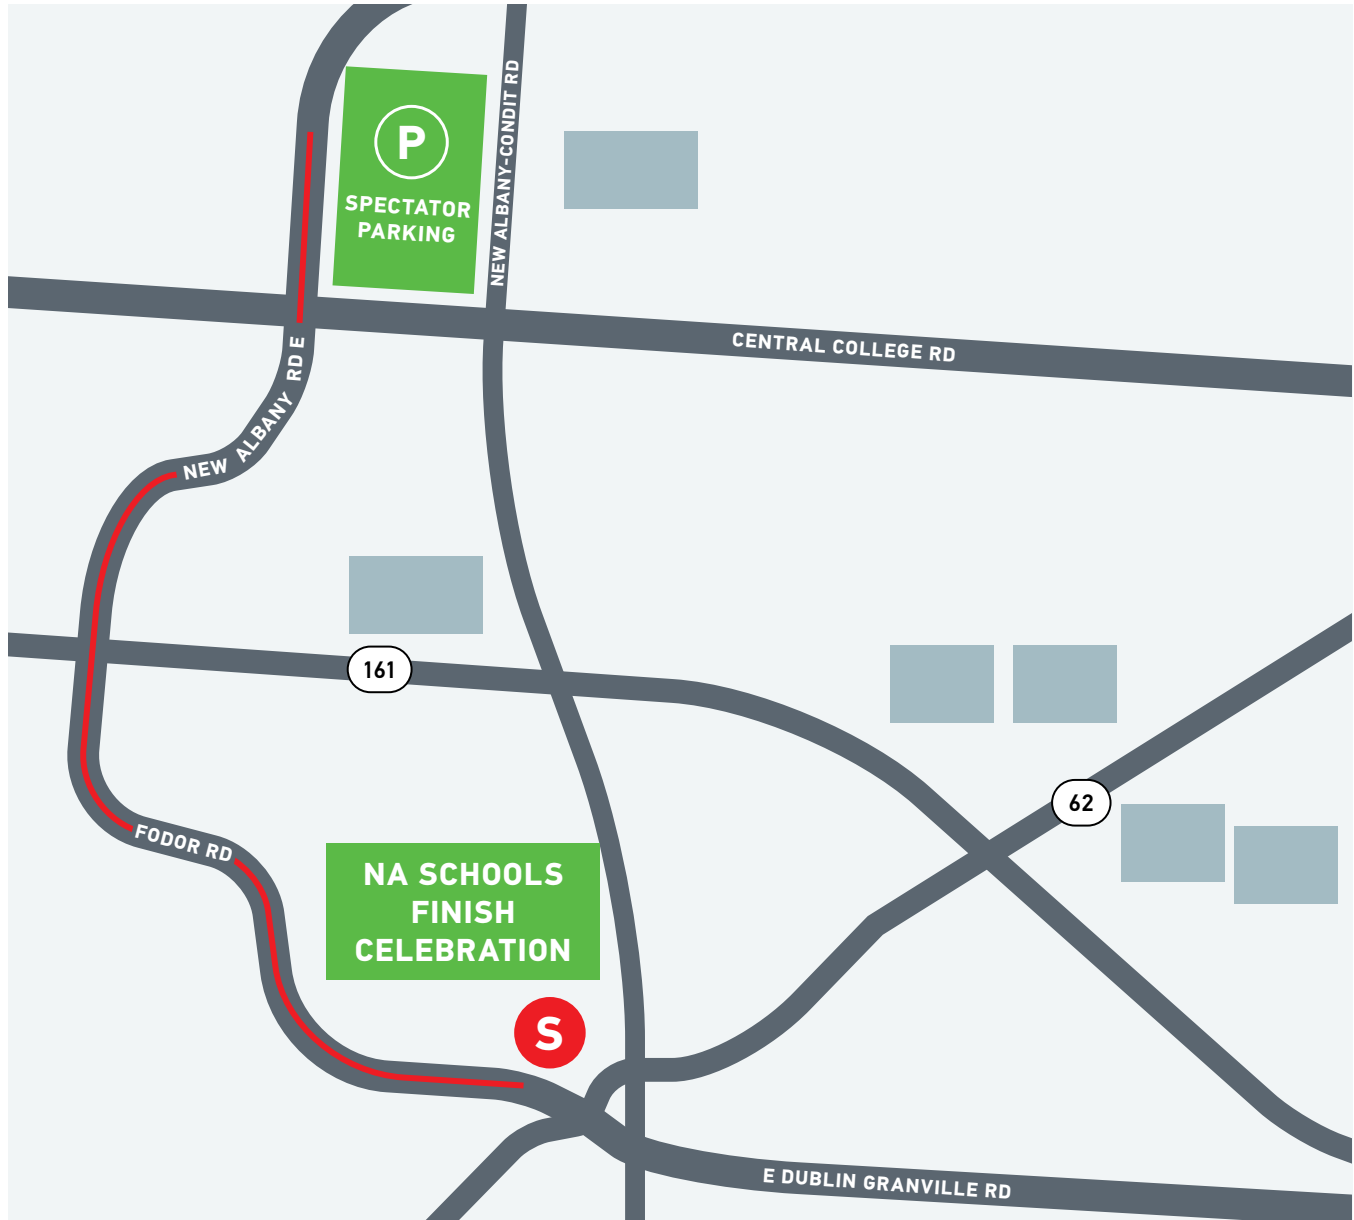 P
SPECTATOR
PARKING
NEW ALBANY-CONDIT RD
CENTRAL COLLEGE RD
NEW ALBANY RD E
161
62
FODOR RD
NA SCHOOLS
FINISH
CELEBRATION
S
E DUBLIN GRANVILLE RD